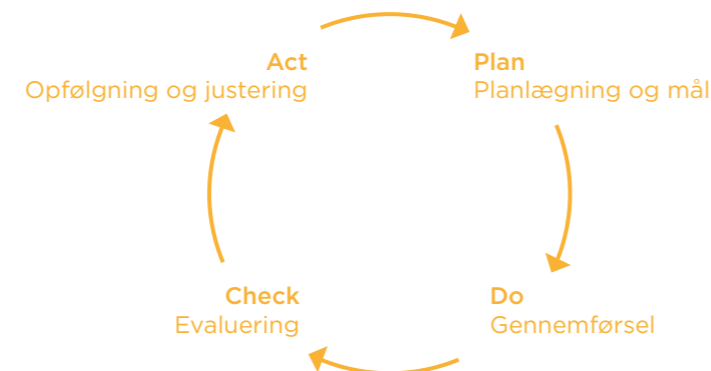 Act
Opfølgning og justering
Plan
Planlægning og mål
Check
Evaluering
Do
Gennemførsel